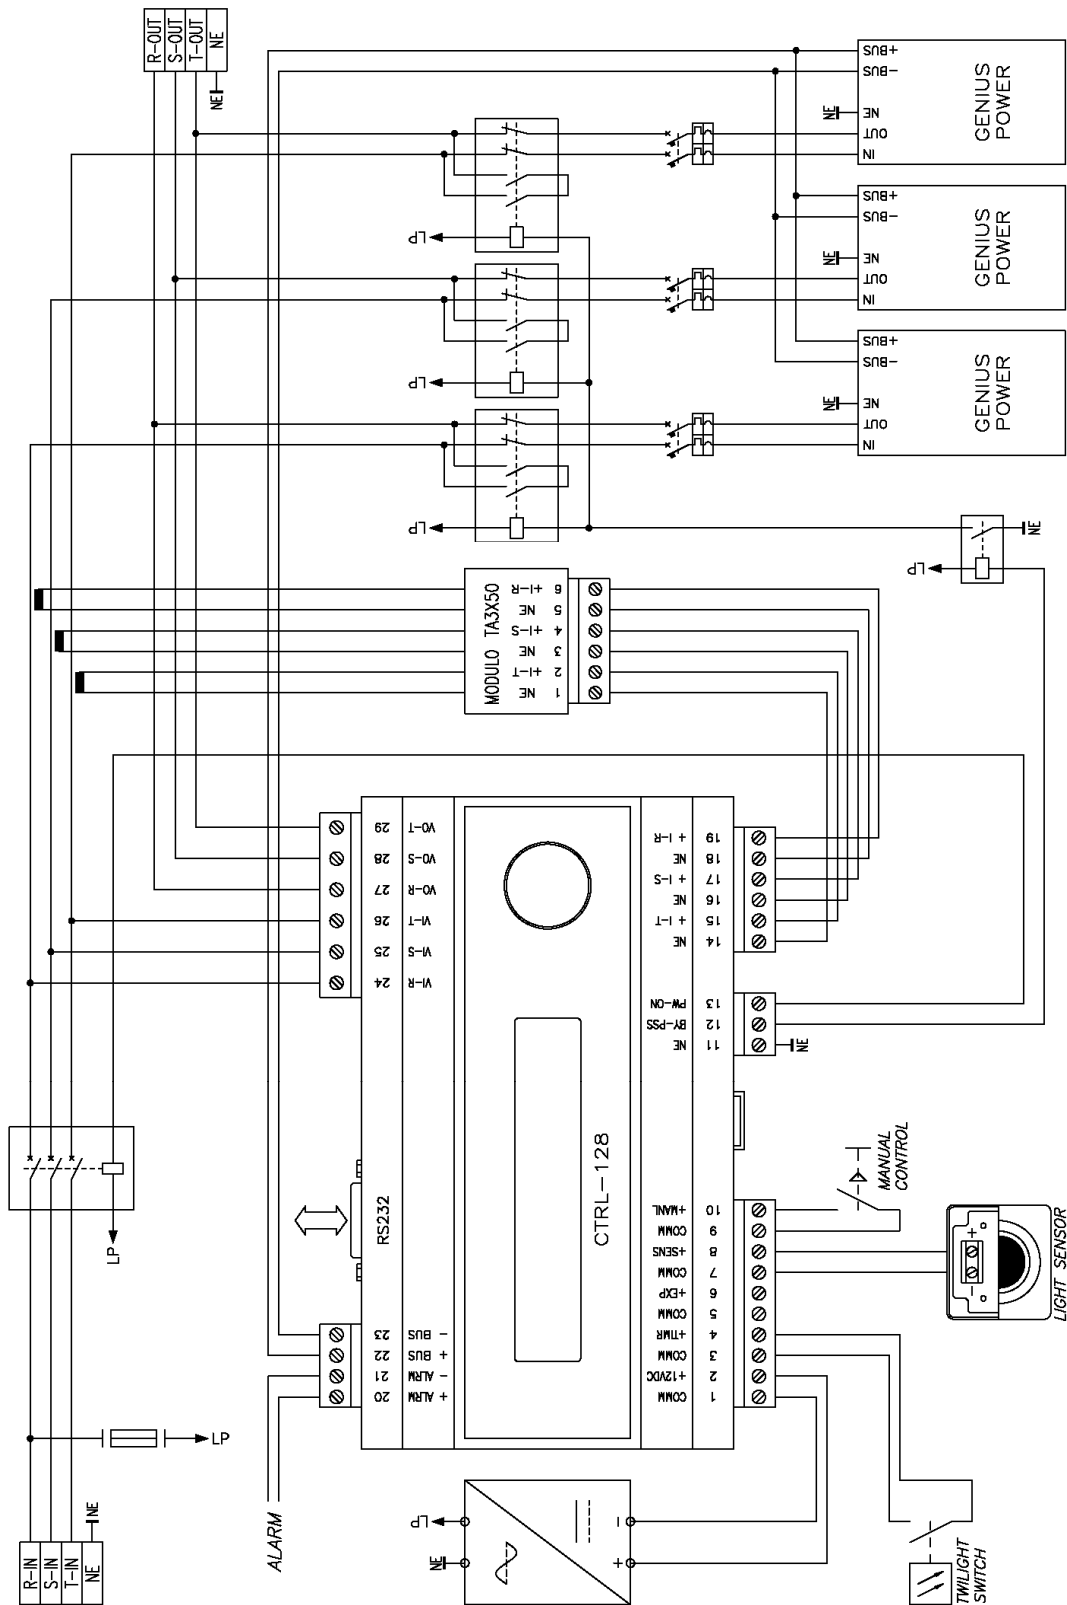 R-OUT
S-OUT
T-OUT
NE
NE
+BUS
-BUS
NE
NE
OUT
IN
GENIUS
POWER
LP
+BUS
-BUS
NE
NE
OUT
IN
GENIUS
POWER
LP
+BUS
-BUS
NE
NE
OUT
IN
GENIUS
POWER
LP
NE
LP
MODULO TA3X50
6 +I-R
5 NE
4 +I-S
3 NE
2 +I-T
1 NE
29 VO-T
28 VO-S
27 VO-R
26 VI-T
25 VI-S
24 VI-R
19 + I-R
18 NE
17 + I-S
16 NE
15 + I-T
14 NE
13 PW-ON
12 BY-PSS
11 NE
NE
RS232
CTRL-128
LP
10 +MANL
9 COMM
8 +SENS
7 COMM
6 +EXP
5 COMM
4 +TIMR
3 COMM
2 +12VDC
1 COMM
MANUAL
CONTROL
+
-
LIGHT SENSOR
23 BUS -
22 BUS +
21 ALRM -
20 ALRM +
LP
ALARM
LP
NE
-
+
TWILIGHT
SWITCH
R-IN
S-IN
T-IN
NE
NE